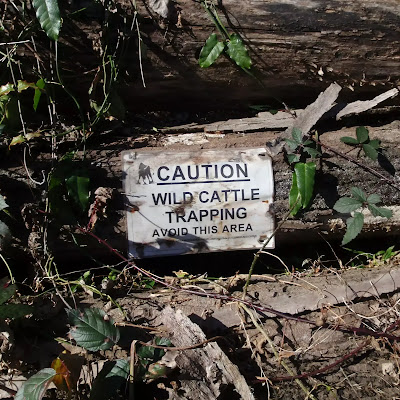 CAUTION
WILD CATTLE
TRAPPING
AVOID THIS AREA